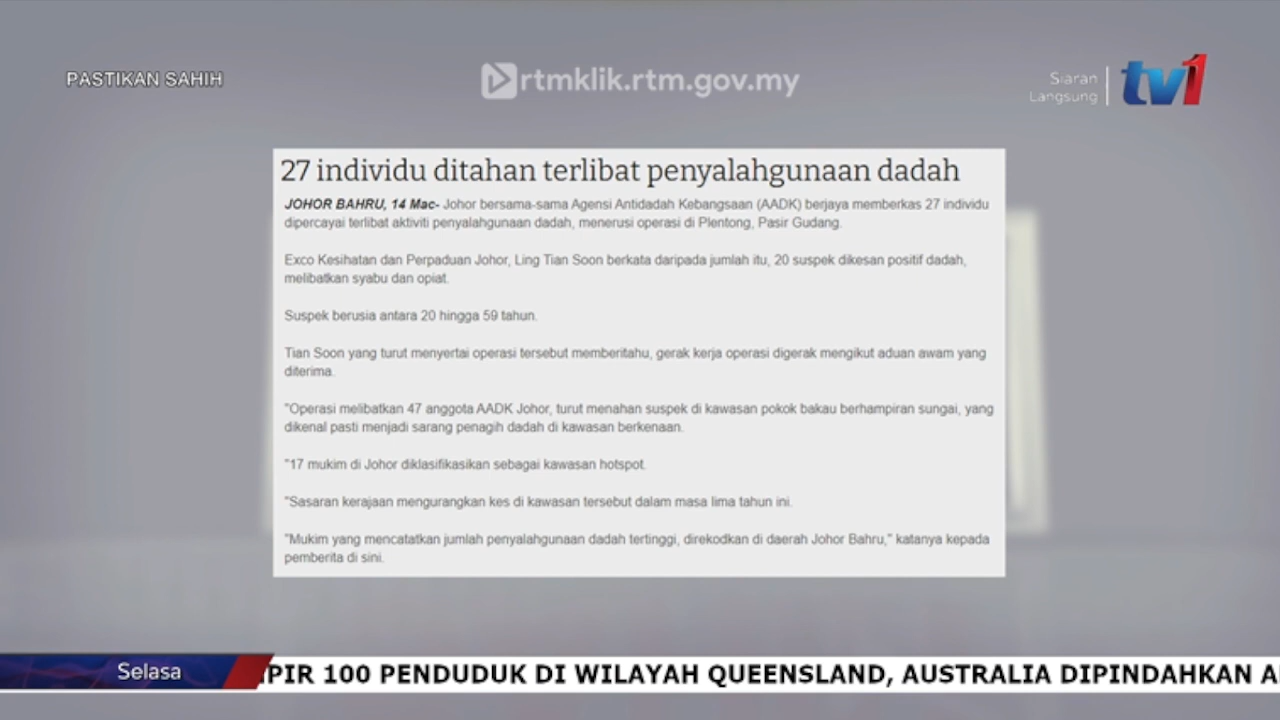 PASTIKAN SAHIH
rtmklik.rtm.gov.my
Siaran
Langsung
tv1
27 individu ditahan terlibat penyalahgunaan dadah
JOHOR BAHRU, 14 Mac- Johor bersama-sama Agensi Antidadah Kebangsaan (AADK) berjaya memberkas 27 individu
dipercayai terlibat aktiviti penyalahgunaan dadah, menerusi operasi di Plentong, Pasir Gudang.
Exco Kesihatan dan Perpaduan Johor, Ling Tian Soon berkata daripada jumlah itu, 20 suspek dikesan positif dadah,
melibatkan syabu dan opiat.
Suspek berusia antara 20 hingga 59 tahun.
Tian Soon yang turut menyertai operasi tersebut memberitahu, gerak kerja operasi digerak mengikut aduan awam yang
diterima.
"Operasi melibatkan 47 anggota AADK Johor, turut menahan suspek di kawasan pokok bakau berhampiran sungai, yang
dikenal pasti menjadi sarang penagih dadah di kawasan berkenaan.
"17 mukim di Johor diklasifikasikan sebagai kawasan hotspot.
"Sasaran kerajaan mengurangkan kes di kawasan tersebut dalam masa lima tahun ini.
"Mukim yang mencatatkan jumlah penyalahgunaan dadah tertinggi, direkodkan di daerah Johor Bahru," katanya kepada
pemberita di sini.
Selasa
PIR 100 PENDUDUK DI WILAYAH QUEENSLAND, AUSTRALIA DIPINDAHKAN